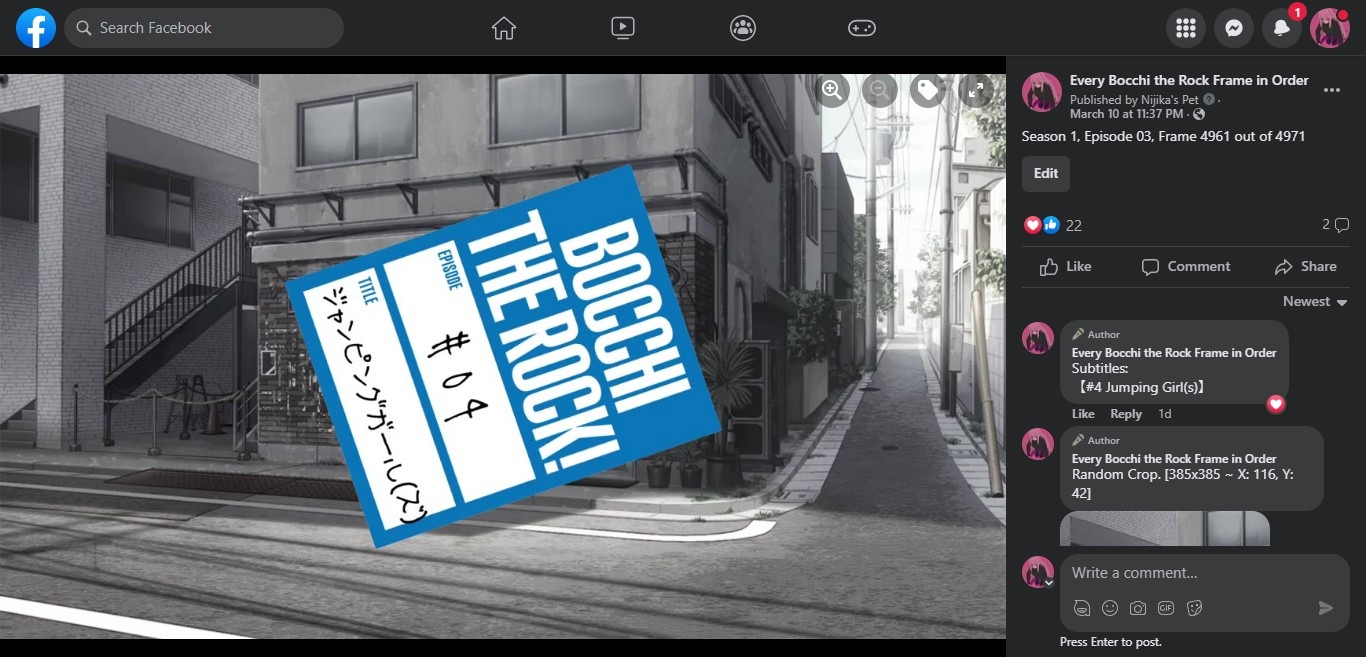 Search Facebook
1
BOCCHI
THE ROCK!
EPISODE
#04
TITLE
ジャンピングガール(ズ)
Every Bocchi the Rock Frame in Order
Published by Nijika's Pet ·
March 10 at 11:37 PM ·
Season 1, Episode 03, Frame 4961 out of 4971
Edit
22
2
Like
Comment
Share
Newest
Author
Every Bocchi the Rock Frame in Order
Subtitles:
【#4 Jumping Girl(s)】
Like Reply 1d
Author
Every Bocchi the Rock Frame in Order
Random Crop. [385x385 ~ X: 116, Y:
42]
Write a comment...
GIF
Press Enter to post.